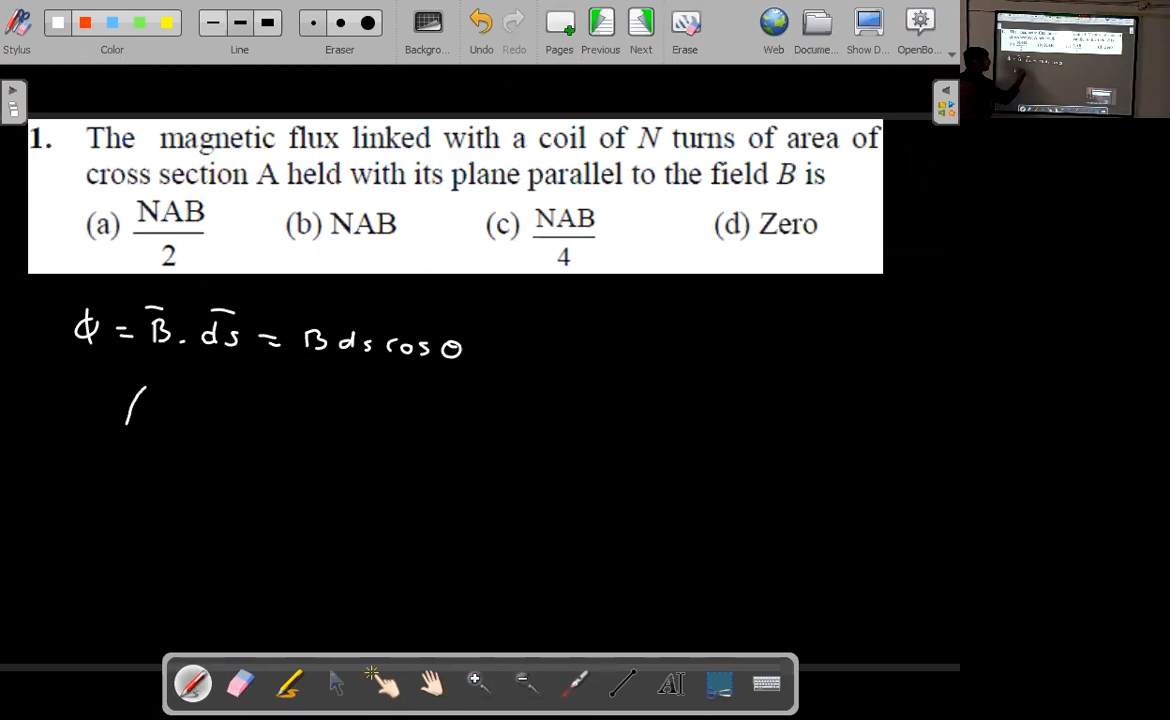 Stylus
Color
Line
Eraser
Backgro...
Undo
Redo
Pages
Previous
Next
Erase
Web
Docume...
Show D...
OpenBo...
1. The magnetic flux linked with a coil of N turns of area of
cross section A held with its plane parallel to the field B is
(a) NAB/2 (b) NAB (c) NAB/4 (d) Zero
ϕ = B̅ . d̅s̅ = B ds cos θ